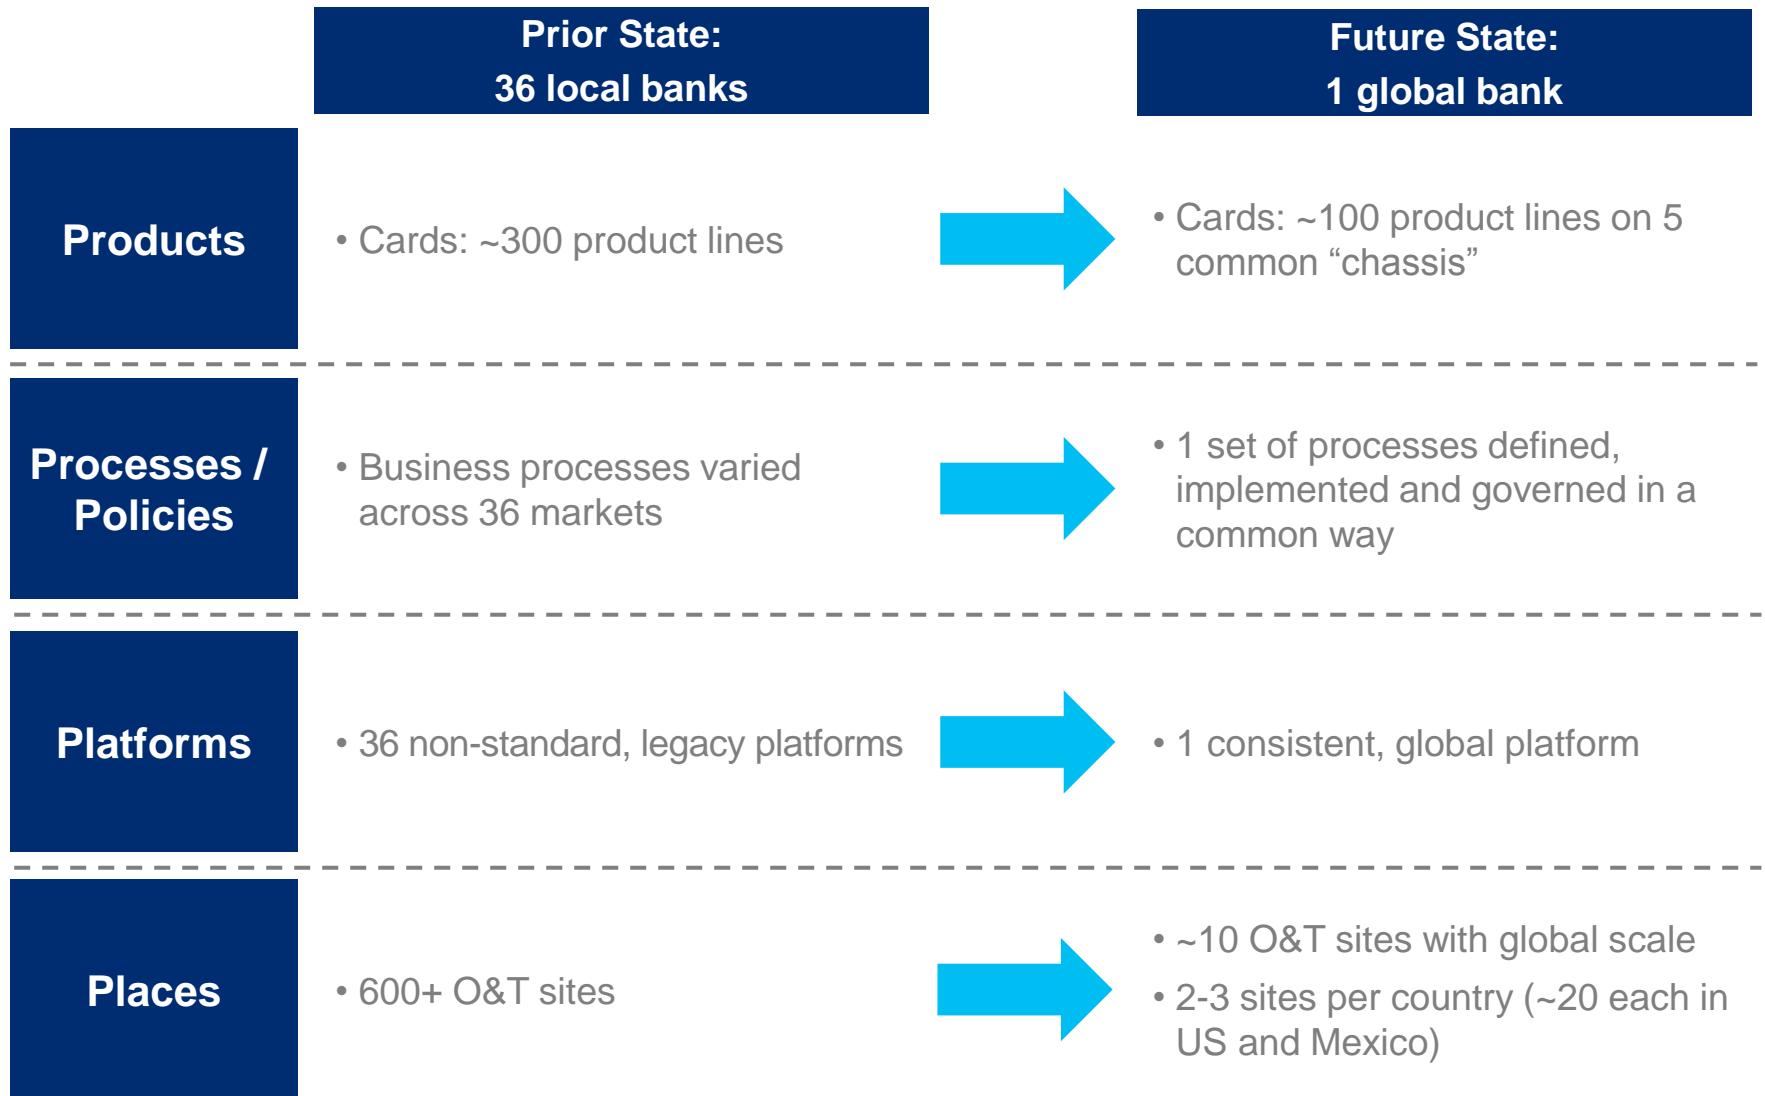 Prior State:
36 local banks
Future State:
1 global bank
Products
• Cards: ~300 product lines
• Cards: ~100 product lines on 5
common “chassis”
Processes /
Policies
• Business processes varied
across 36 markets
• 1 set of processes defined,
implemented and governed in a
common way
Platforms
• 36 non-standard, legacy platforms
• 1 consistent, global platform
Places
• 600+ O&T sites
• ~10 O&T sites with global scale
• 2-3 sites per country (~20 each in
US and Mexico)